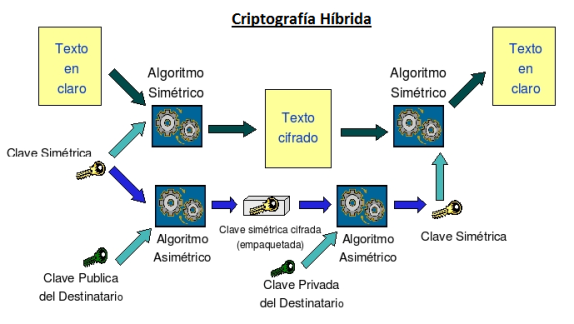 Criptografía Híbrida
Texto
en
claro
Algoritmo
Simétrico
Texto
cifrado
Algoritmo
Simétrico
Texto
en
claro
Clave Simétrica
Algoritmo
Asimétrico
Clave simétrica cifrada
(empaquetada)
Algoritmo
Asimétrico
Clave Simétrica
Clave Publica
del Destinatario
Clave Privada
del Destinatario